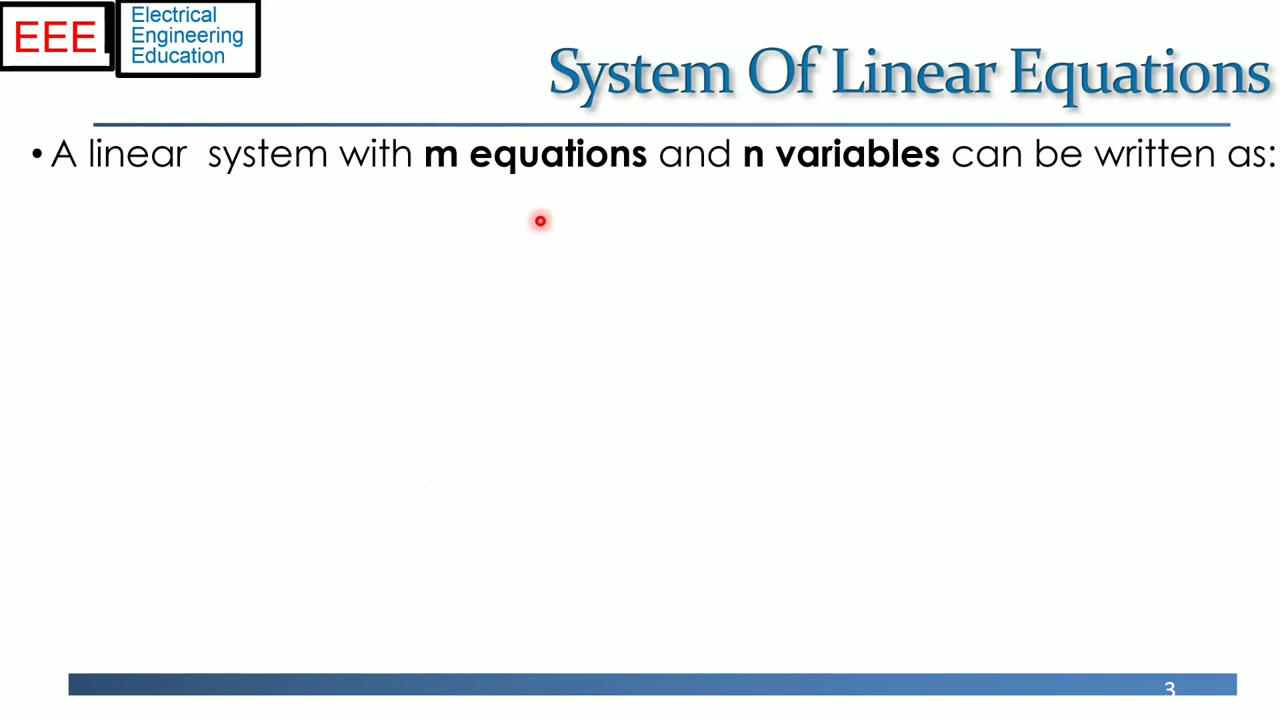 EEE
Electrical
Engineering
Education
System Of Linear Equations
• A linear  system with m equations and n variables can be written as:
3